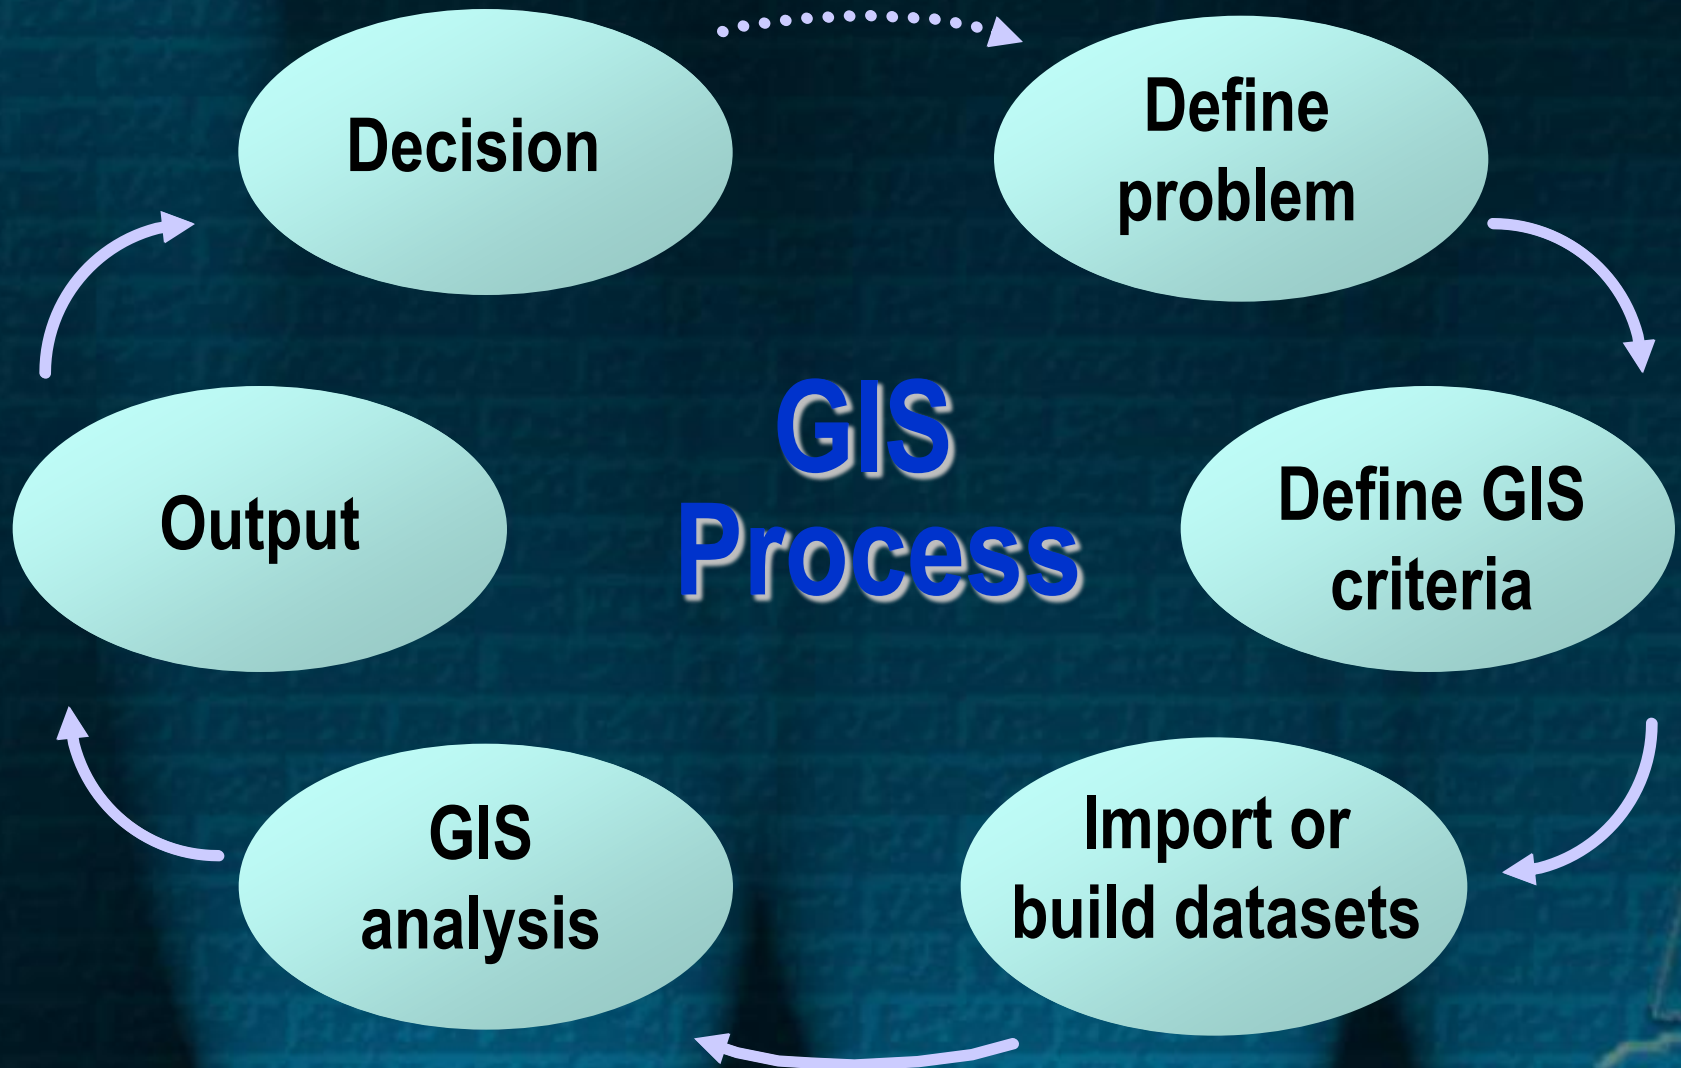 Decision
Define
problem
GIS
Process
Define GIS
criteria
Output
Import or
build datasets
GIS
analysis